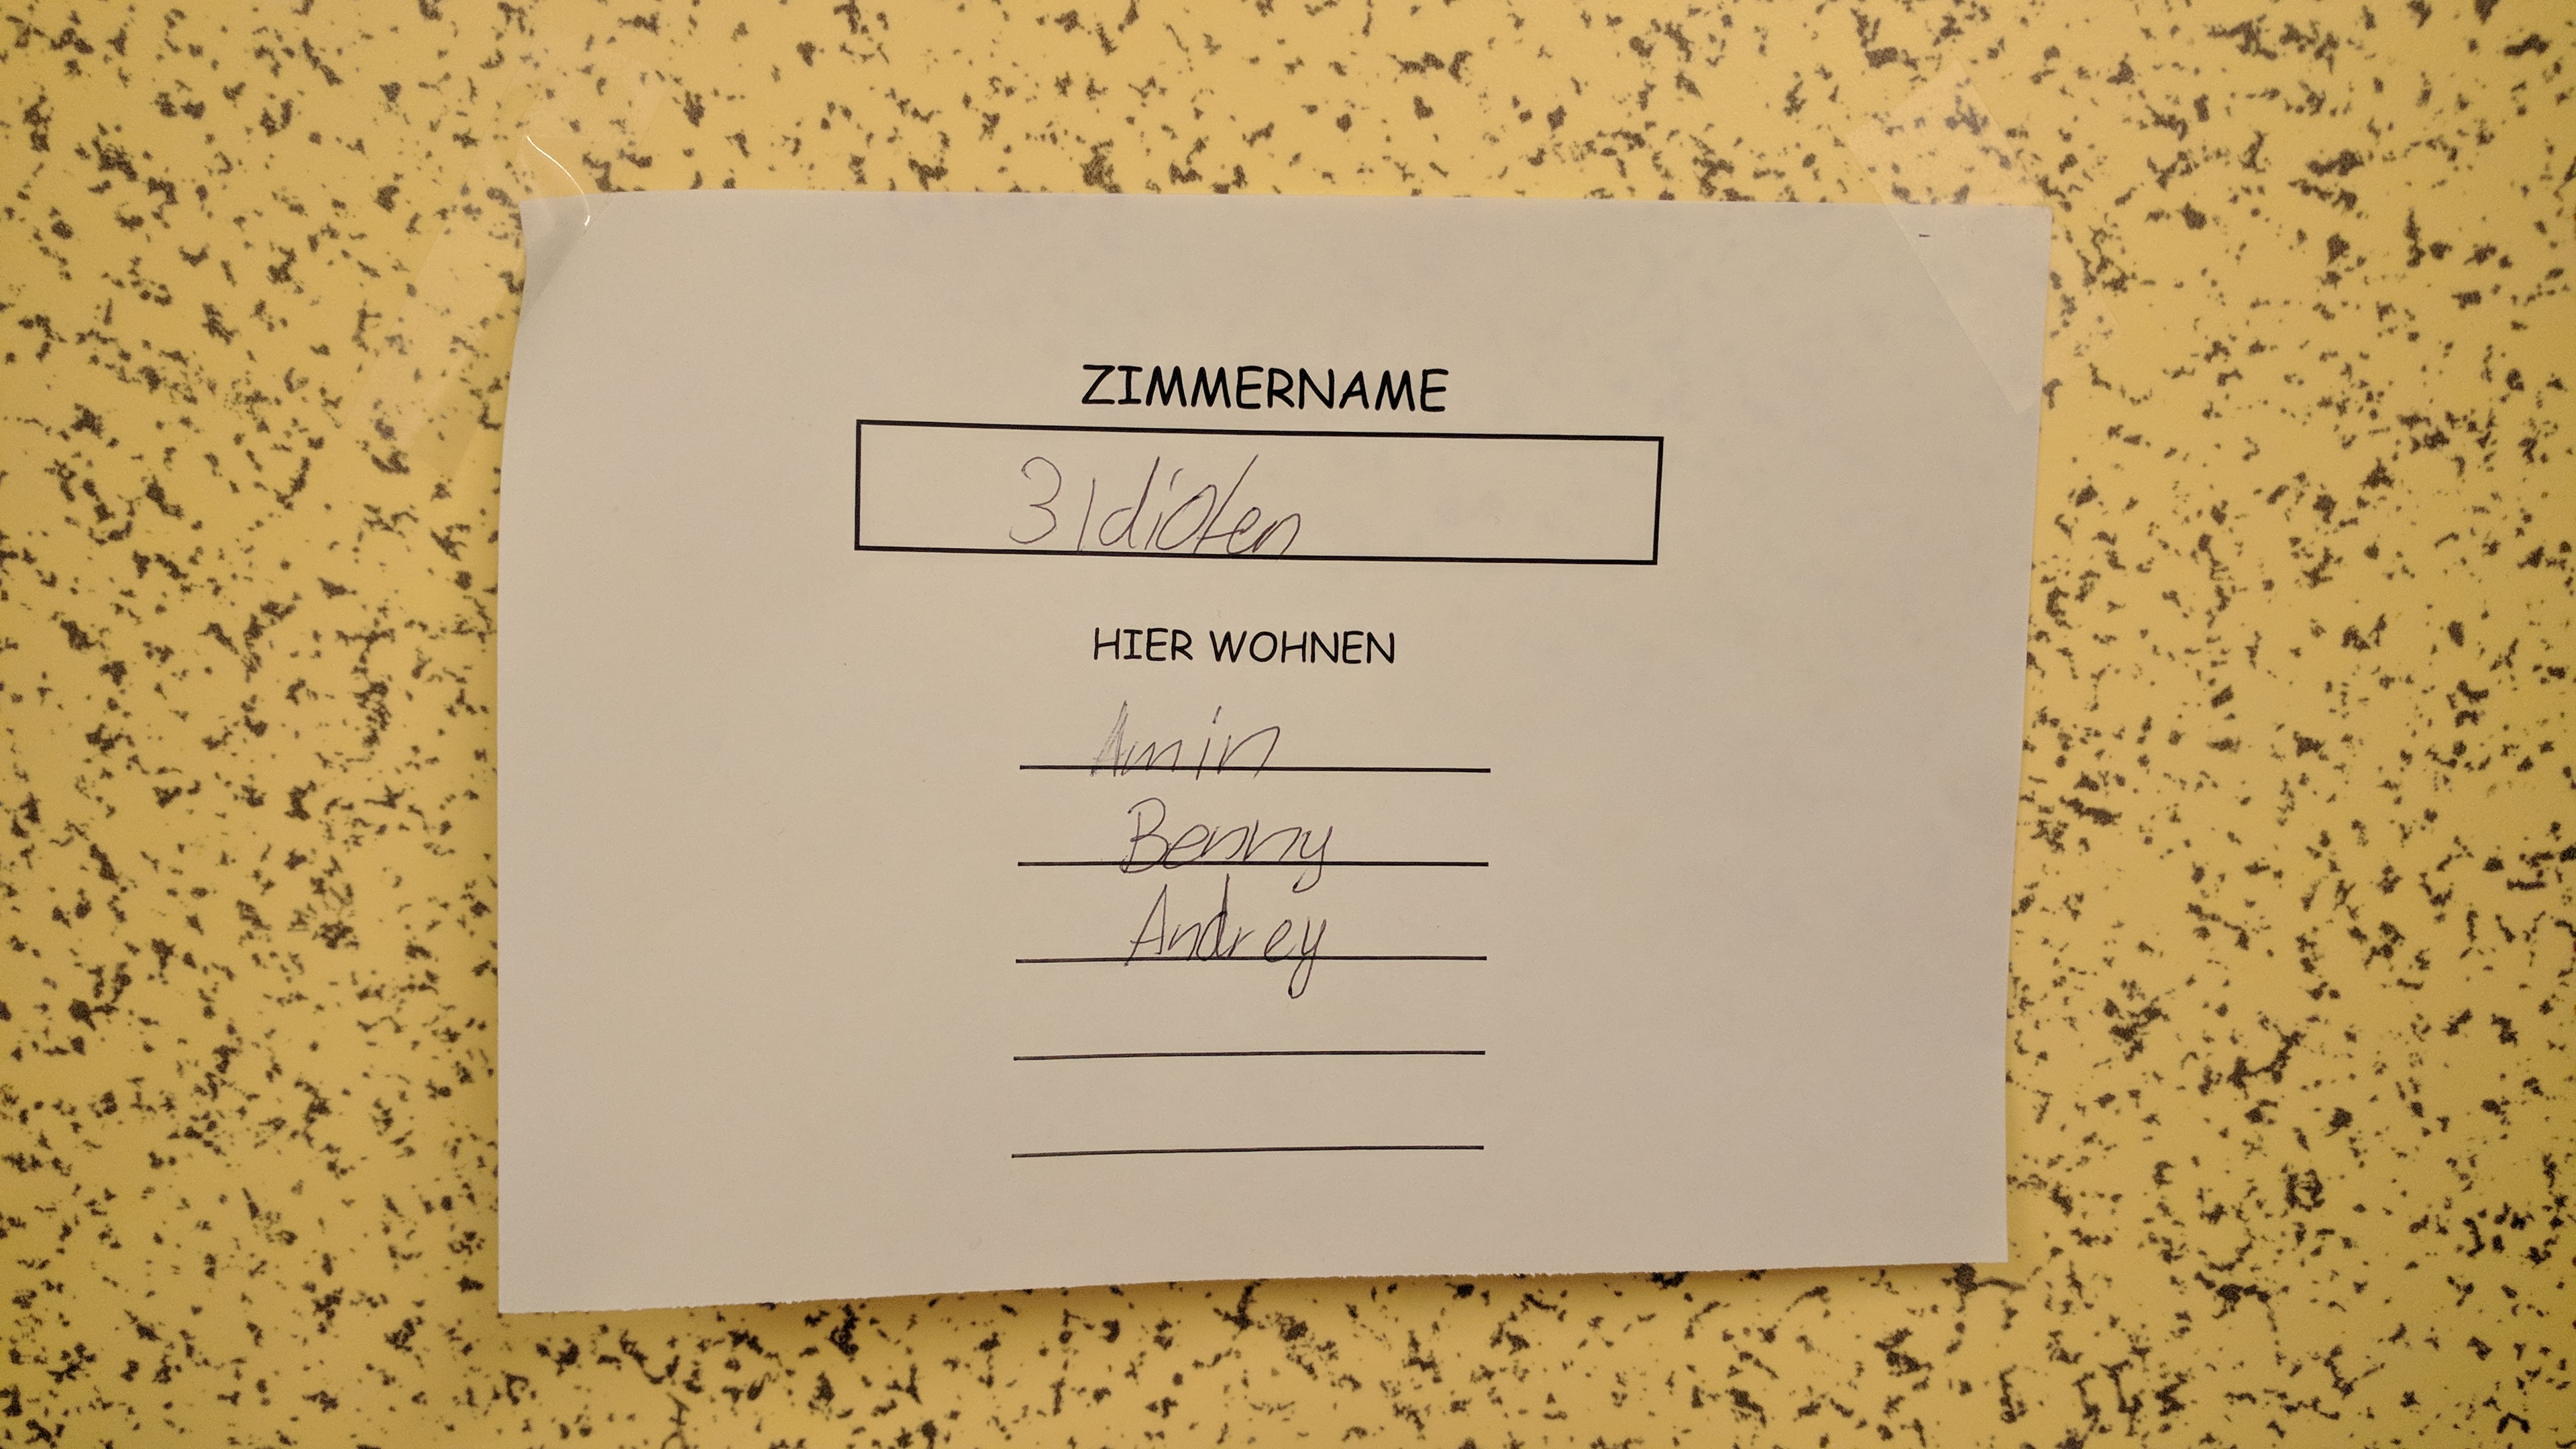 ZIMMERNAME
3 Idioten
HIER WOHNEN
Amin
Benny
Andrey